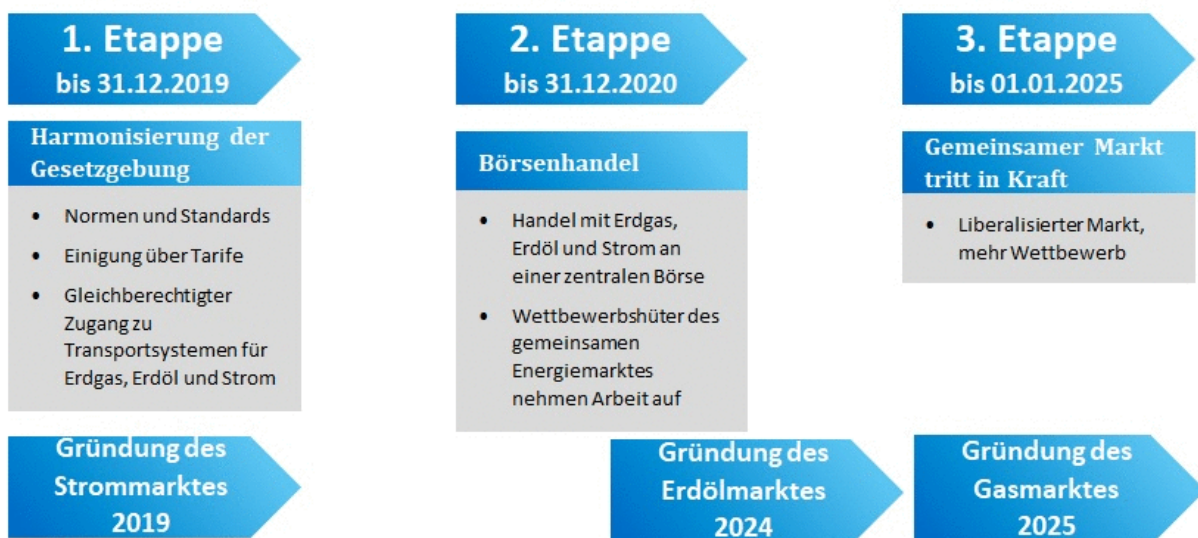 1. Etappe
bis 31.12.2019
Harmonisierung der
Gesetzgebung
• Normen und Standards
• Einigung über Tarife
• Gleichberechtigter
Zugang zu
Transportsystemen für
Erdgas, Erdöl und Strom
2. Etappe
bis 31.12.2020
Börsenhandel
• Handel mit Erdgas,
Erdöl und Strom an
einer zentralen Börse
• Wettbewerbshüter des
gemeinsamen
Energiemarktes
nehmen Arbeit auf
3. Etappe
bis 01.01.2025
Gemeinsamer Markt
tritt in Kraft
• Liberalisierter Markt,
mehr Wettbewerb
Gründung des
Strommarktes
2019
Gründung des
Erdölmarktes
2024
Gründung des
Gasmarktes
2025